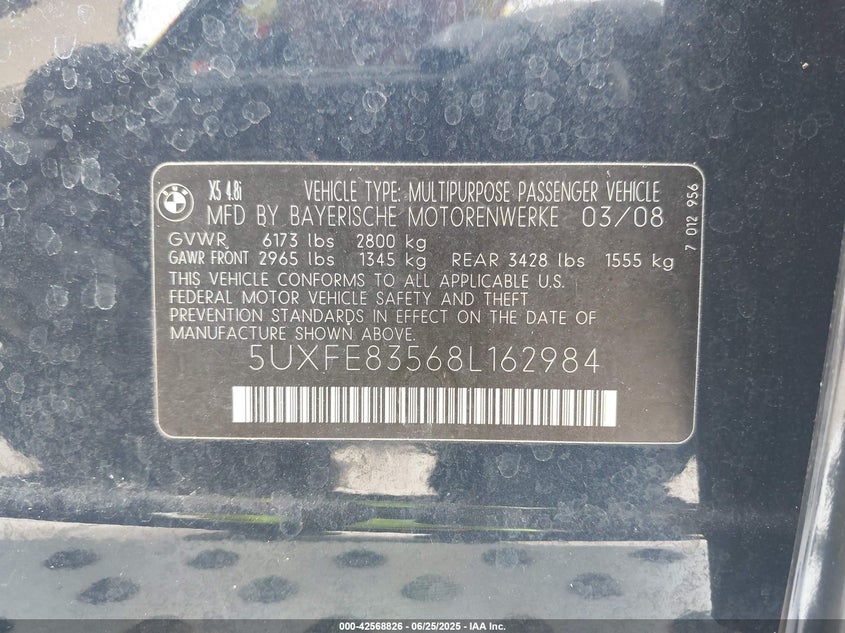 BMW
X5 4.8i VEHICLE TYPE: MULTIPURPOSE PASSENGER VEHICLE
MFD BY BAYERISCHE MOTORENWERKE 03/08
GVWR 6173 lbs 2800 kg
GAWR FRONT 2965 lbs 1345 kg REAR 3428 lbs 1555 kg
THIS VEHICLE CONFORMS TO ALL APPLICABLE U.S.
FEDERAL MOTOR VEHICLE SAFETY AND THEFT
PREVENTION STANDARDS IN EFFECT ON THE DATE OF
MANUFACTURE SHOWN ABOVE.
5UXFE83568L162984
7 012 956
000-42568826 - 06/25/2025 - IAA Inc.